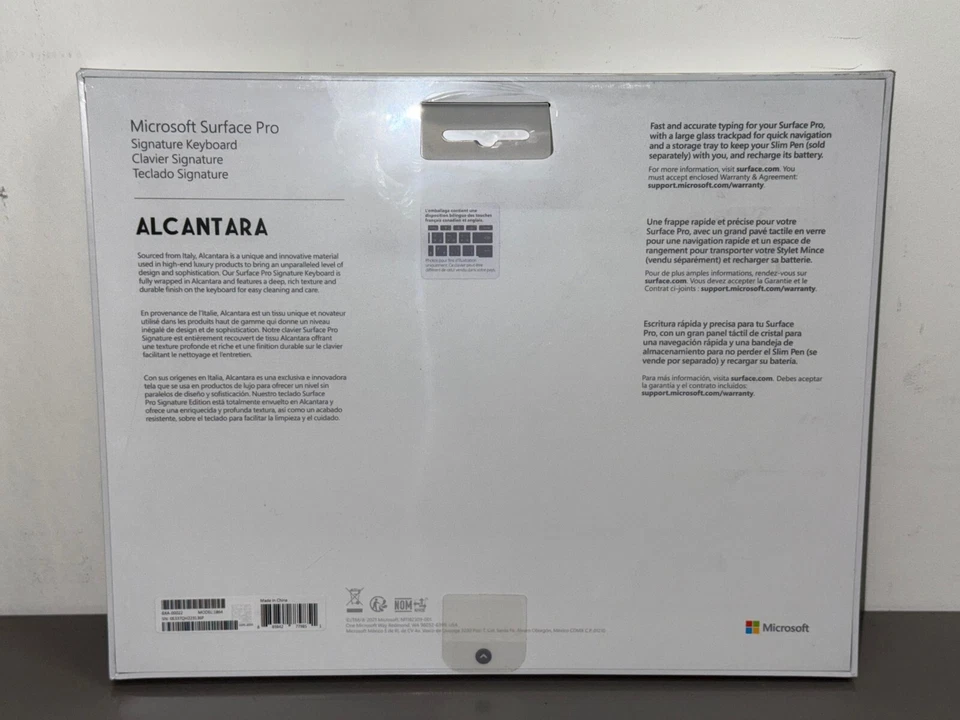 Microsoft Surface Pro
Signature Keyboard
Clavier Signature
Teclado Signature
ALCANTARA
Sourced from Italy, Alcantara is a unique and innovative material
used in high-end luxury products to bring an unparalleled level of
design and sophistication. Our Surface Pro Signature Keyboard is
fully wrapped in Alcantara and features a deep, rich texture and
durable finish on the keyboard for easy cleaning and care.
En provenance de l'Italie, Alcantara est un tissu unique et novateur
utilisé dans les produits haut de gamme qui donne un niveau
inégalé de design et de sophistication. Notre clavier Surface Pro
Signature est entièrement recouvert de tissu Alcantara offrant
une texture profonde et riche et une finition durable sur le clavier
facilitant le nettoyage et l'entretien.
Con sus orígenes en Italia, Alcantara es una exclusiva e innovadora
tela que se usa en productos de lujo para ofrecer un nivel sin
paralelos de diseño y sofisticación. Nuestro teclado Surface
Pro Signature Edition está totalmente envuelto en Alcantara y
ofrece una enriquecida y profunda textura, así como un acabado
resistente, sobre el teclado para facilitar la limpieza y el cuidado.
L'emballage contient une
disposition bilingue des touches
français canadien et anglais.
Fast and accurate typing for your Surface Pro,
with a large glass trackpad for quick navigation
and a storage tray to keep your Slim Pen (sold
separately) with you, and recharge its battery.
For more information, visit surface.com. You
must accept enclosed Warranty & Agreement:
support.microsoft.com/warranty.
Une frappe rapide et précise pour votre
Surface Pro, avec un grand pavé tactile en verre
pour une navigation rapide et un espace de
rangement pour transporter votre Stylet Mince
(vendu séparément) et recharger sa batterie.
Pour de plus amples informations, rendez-vous sur
surface.com. Vous devez accepter la Garantie et le
Contrat ci-joints : support.microsoft.com/warranty.
Escritura rápida y precisa para tu Surface
Pro, con un gran panel táctil de cristal para
una navegación rápida y una bandeja de
almacenamiento para no perder el Slim Pen (se
vende por separado) y recargar su batería.
Para más información, visita surface.com. Debes aceptar
la garantía y el contrato incluidos:
support.microsoft.com/warranty.
Made in China
NOM
Microsoft